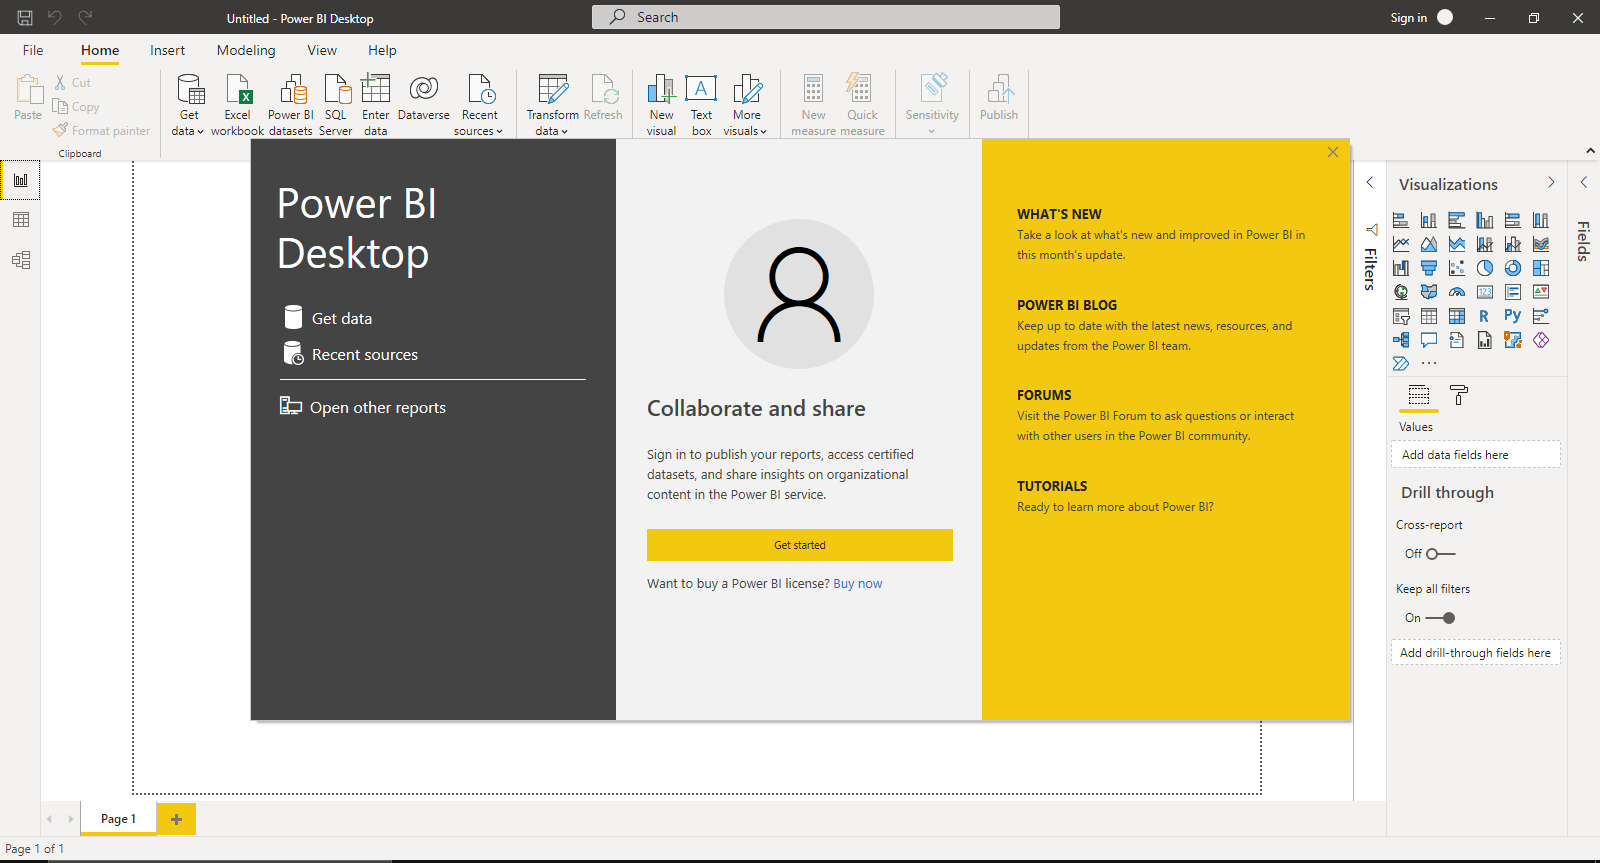 Untitled - Power BI Desktop
Search
Sign in
File
Home
Insert
Modeling
View
Help
Paste
Cut
Copy
Format painter
Clipboard
Get data
Excel workbook
Power BI datasets
SQL Server
Enter data
Dataverse
Recent sources
Transform data
Refresh
New visual
Text box
More visuals
New measure
Quick measure
Sensitivity
Publish
Power BI
Desktop
Get data
Recent sources
Open other reports
Collaborate and share
Sign in to publish your reports, access certified
datasets, and share insights on organizational
content in the Power BI service.
Get started
Want to buy a Power BI license? Buy now
WHAT'S NEW
Take a look at what's new and improved in Power BI in
this month's update.
POWER BI BLOG
Keep up to date with the latest news, resources, and
updates from the Power BI team.
FORUMS
Visit the Power BI Forum to ask questions or interact
with other users in the Power BI community.
TUTORIALS
Ready to learn more about Power BI?
Filters
Visualizations
123
R
Py
Values
Add data fields here
Drill through
Cross-report
Off
Keep all filters
On
Add drill-through fields here
Fields
Page 1
Page 1 of 1